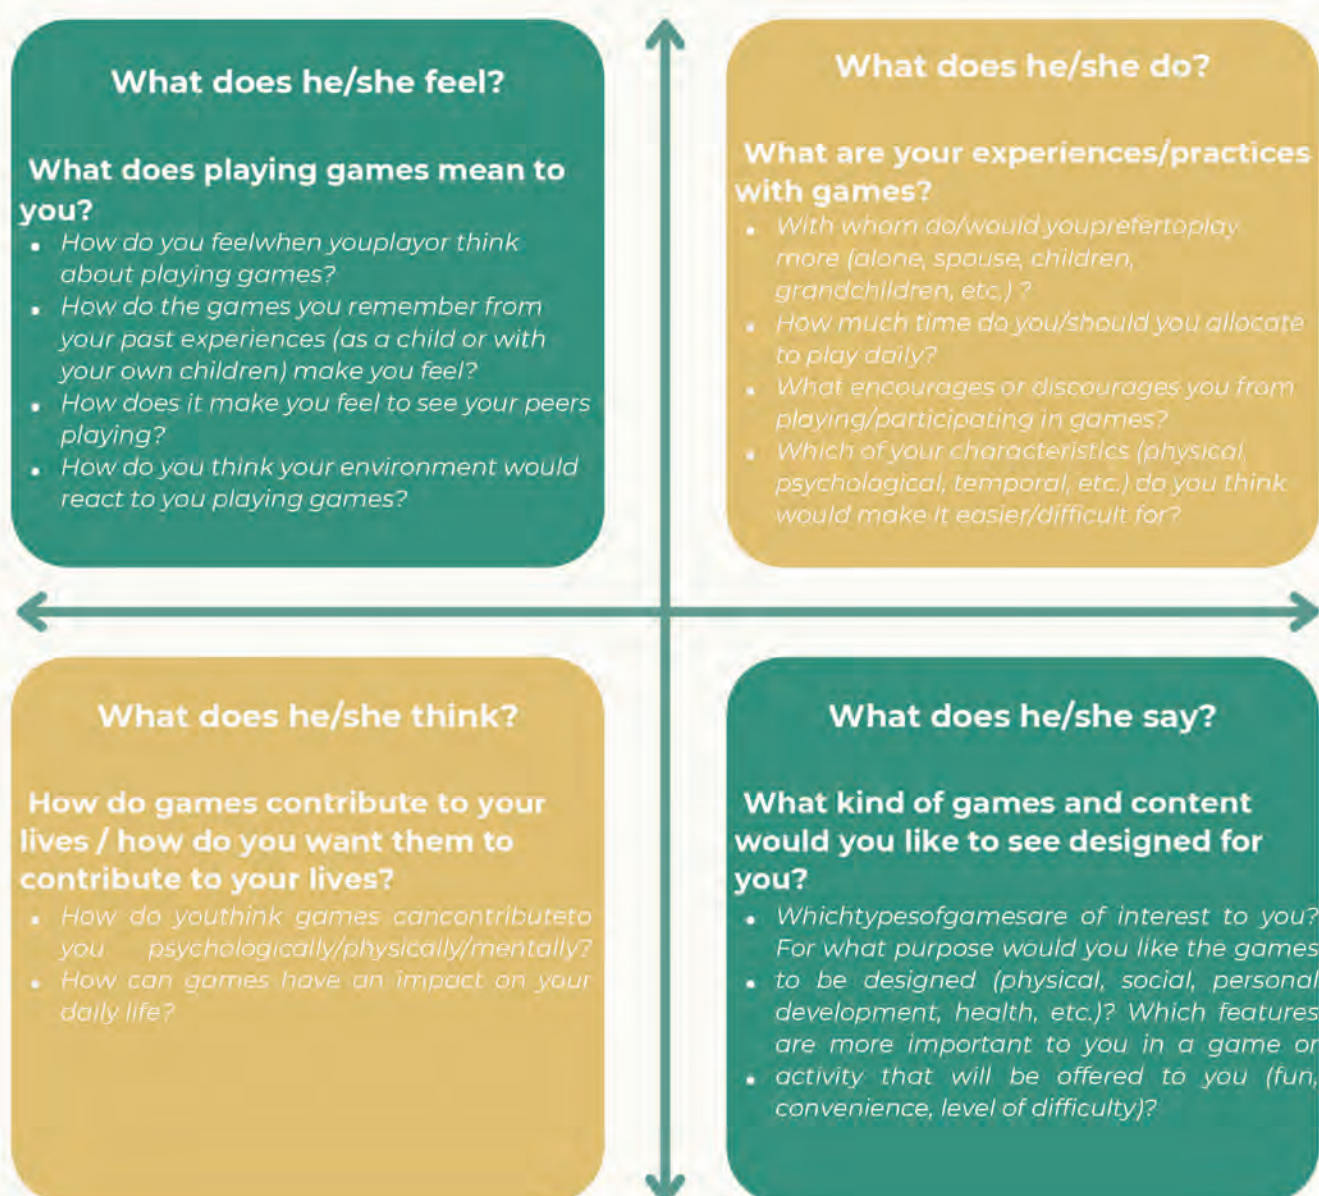 What does he/she feel?
What does playing games mean to
you?
• How do you feelwhen youplayor think
about playing games?
• How do the games you remember from
your past experiences (as a child or with
your own children) make you feel?
• How does it make you feel to see your peers
playing?
• How do you think your environment would
react to you playing games?
What does he/she do?
What are your experiences/practices
with games?
• With whom do/would youprefertoplay
more (alone, spouse, children,
grandchildren, etc.) ?
• How much time do you/should you allocate
to play daily?
• What encourages or discourages you from
playing/participating in games?
• Which of your characteristics (physical,
psychological, temporal, etc.) do you think
would make it easier/difficult for?
What does he/she think?
How do games contribute to your
lives / how do you want them to
contribute to your lives?
• How do youthink games cancontributeto
you psychologically/physically/mentally?
• How can games have an impact on your
daily life?
What does he/she say?
What kind of games and content
would you like to see designed for
you?
• Whichtypesofgamesare of interest to you?
For what purpose would you like the games
• to be designed (physical, social, personal
development, health, etc.)? Which features
are more important to you in a game or
• activity that will be offered to you (fun,
convenience, level of difficulty)?